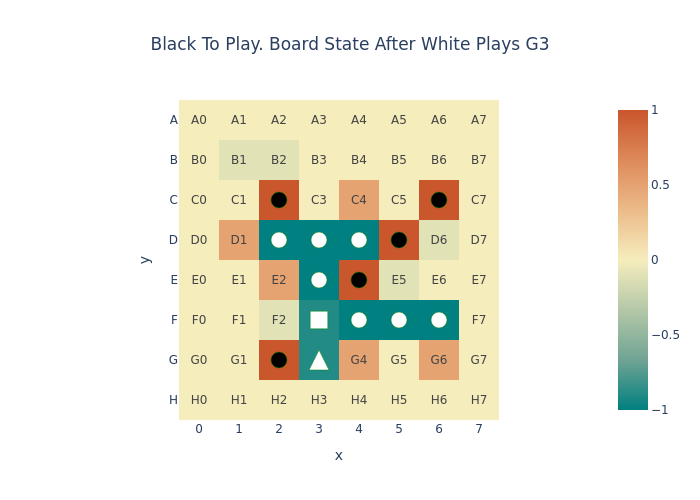 Black To Play. Board State After White Plays G3
A A0 A1 A2 A3 A4 A5 A6 A7
B B0 B1 B2 B3 B4 B5 B6 B7
C C0 C1 C3 C4 C5 C7
D D0 D1 D6 D7
E E0 E1 E2 E5 E6 E7
F F0 F1 F2 F7
G G0 G1 G4 G5 G6 G7
H H0 H1 H2 H3 H4 H5 H6 H7
0 1 2 3 4 5 6 7
x
y
1
0.5
0
−0.5
−1